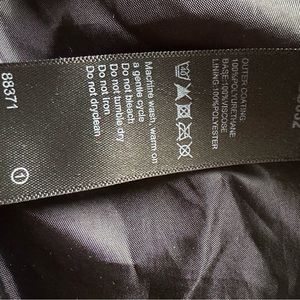 OUTER COATING:
100%POLYURETHANE
BASE: 100%VISCOSE
LINING: 100%POLYESTER
Machine wash, warm on
a gentle cycle
Do not bleach
Do not tumble dry
Do not iron
Do not dryclean
88371
1